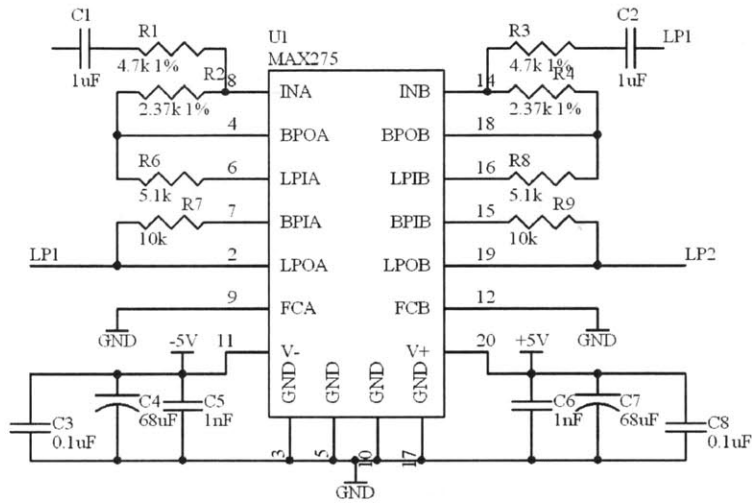 C1
1uF
R1
4.7k 1%
R2
2.37k 1%
8
4
R6
5.1k
6
R7
10k
7
LP1
2
9
GND
-5V
11
C3
0.1uF
C4
68uF
C5
1nF
U1
MAX275
INA
INB
BPOA
BPOB
LPIA
LPIB
BPIA
BPIB
LPOA
LPOB
FCA
FCB
V-
V+
GND
GND
GND
GND
3
5
10
17
GND
R3
4.7k 1%
C2
1uF
LP1
14
R4
2.37k 1%
18
16
R8
5.1k
15
R9
10k
19
LP2
12
GND
20
+5V
C6
1nF
C7
68uF
C8
0.1uF